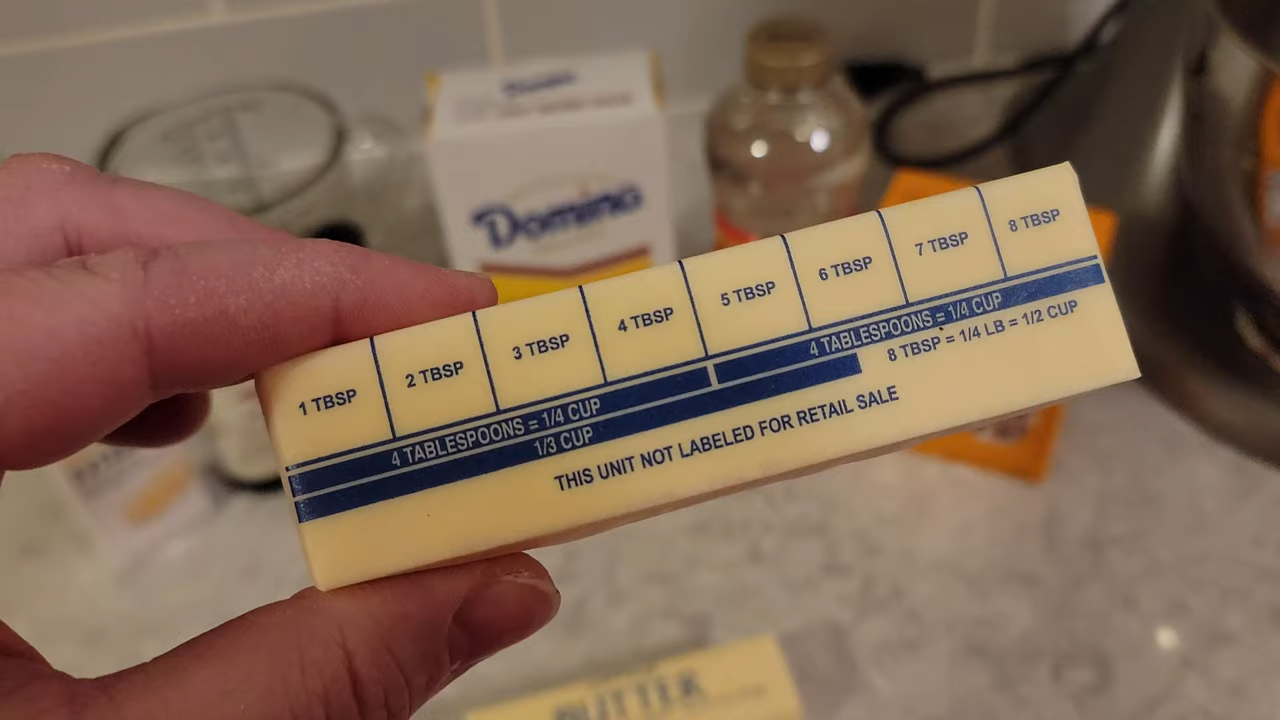 Domino
Domino
1 TBSP
2 TBSP
3 TBSP
4 TBSP
5 TBSP
6 TBSP
7 TBSP
8 TBSP
4 TABLESPOONS = 1/4 CUP
4 TABLESPOONS = 1/4 CUP
1/3 CUP
8 TBSP = 1/4 LB = 1/2 CUP
THIS UNIT NOT LABELED FOR RETAIL SALE
BUTTER